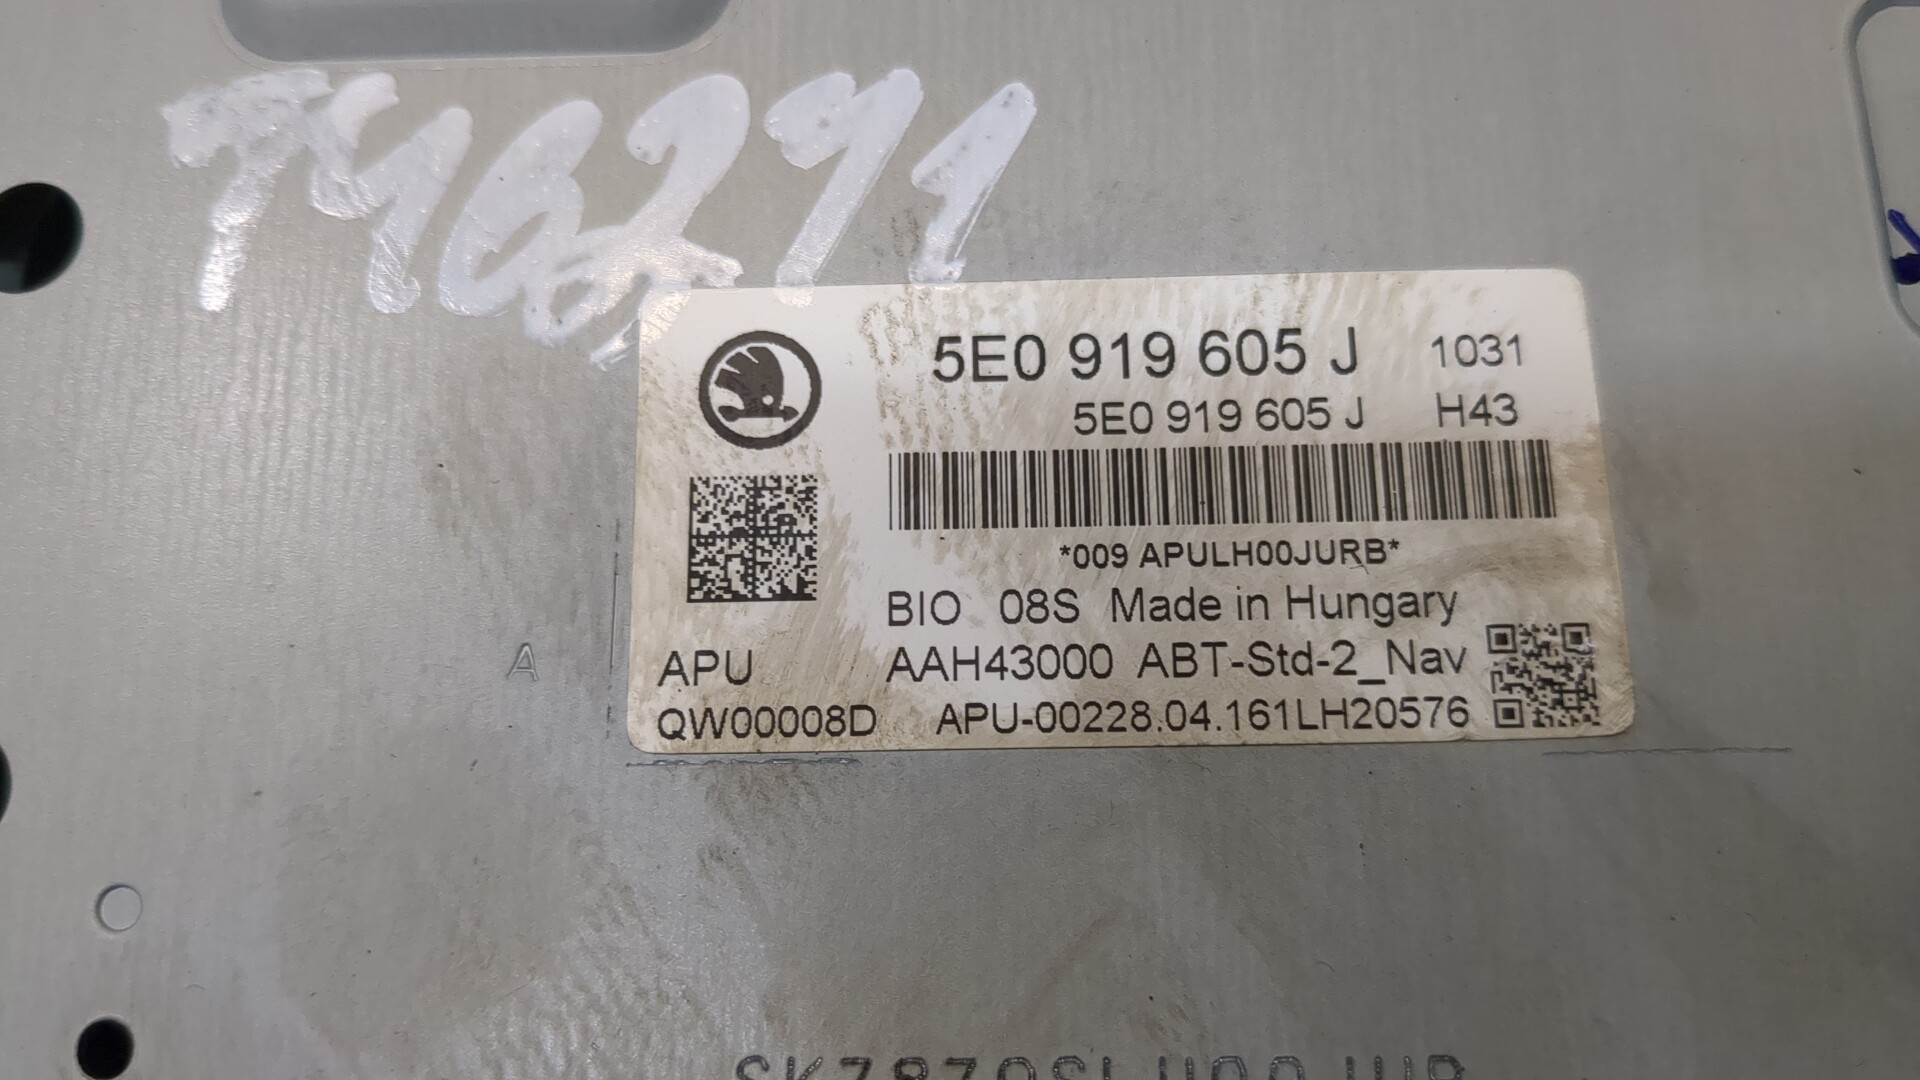 T46271
5E0 919 605 J 1031
5E0 919 605 J H43
*009 APULH00JURB*
BIO 08S Made in Hungary
APU AAH43000 ABT-Std-2_Nav
QW00008D APU-00228.04.161LH20576
A